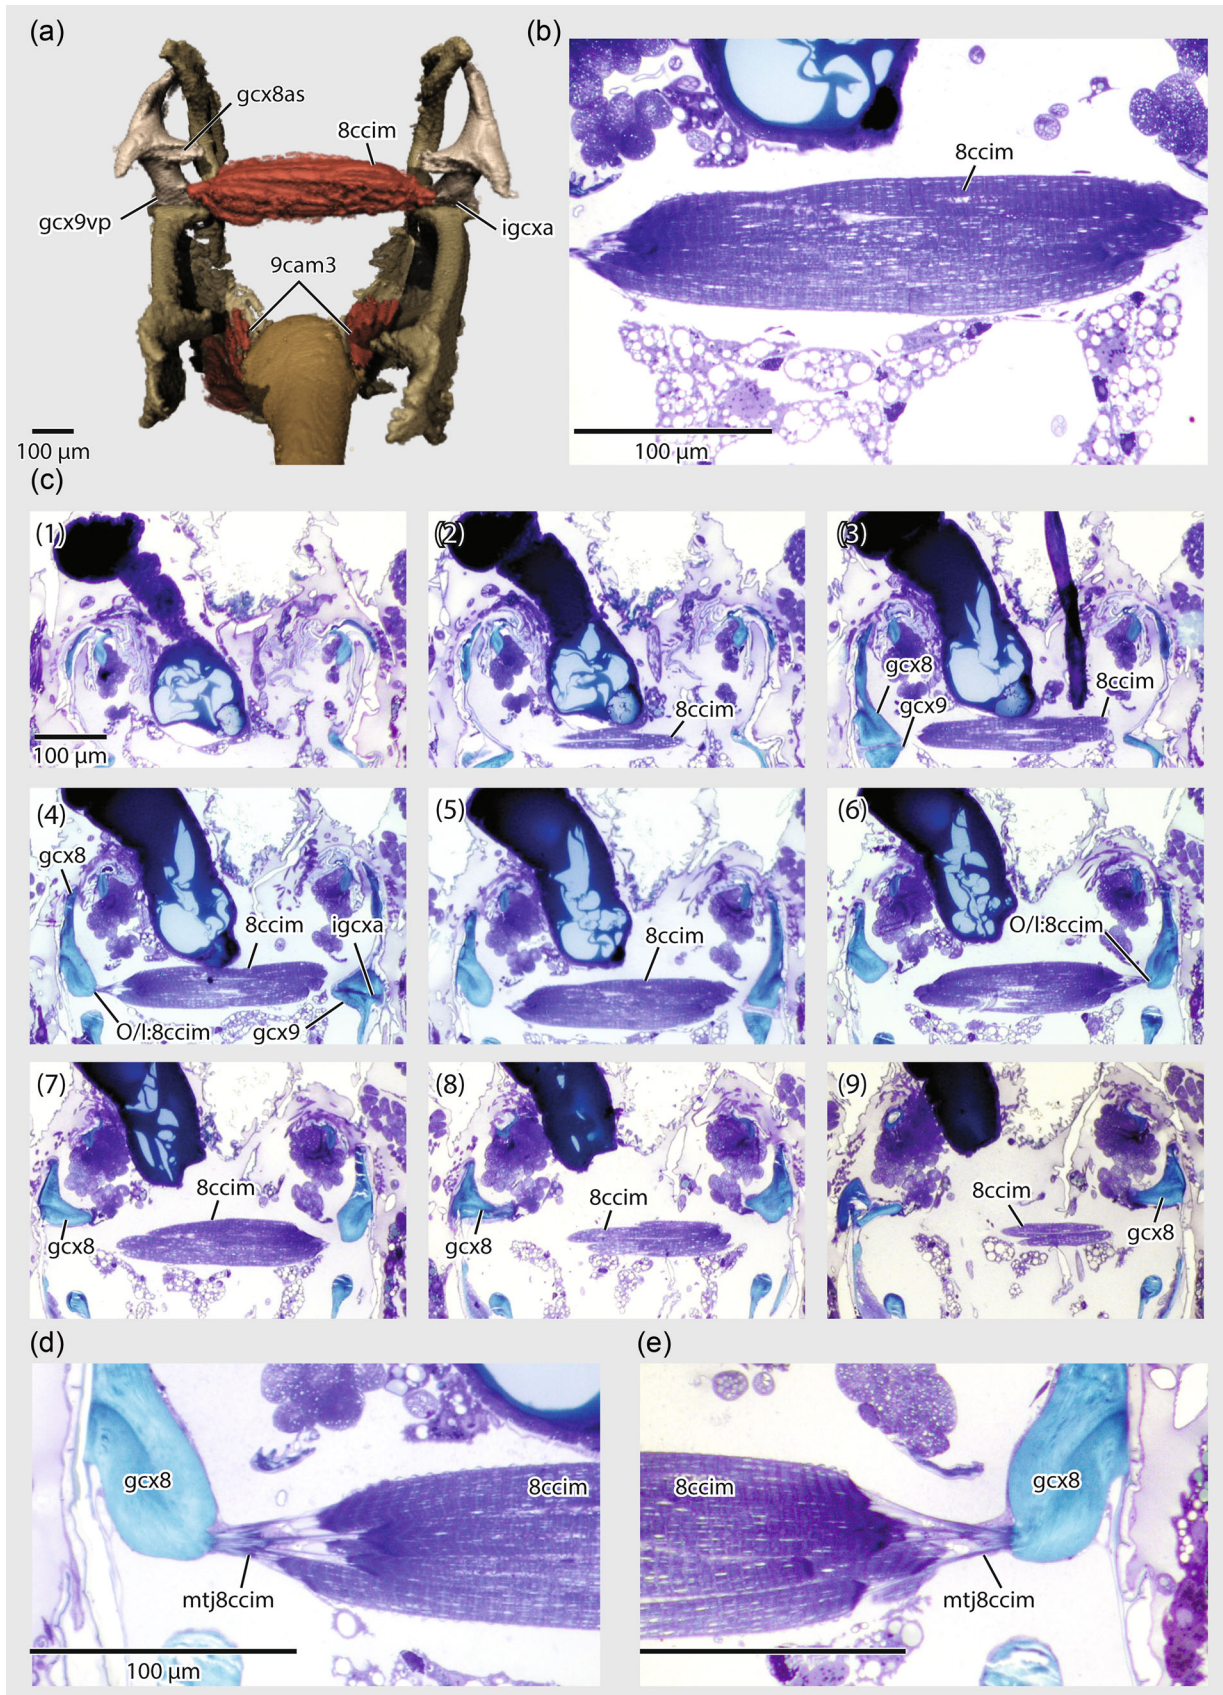 (a)
gcx8as
8ccim
gcx9vp
igcxa
9cam3
100 µm
(b)
8ccim
100 µm
(c)
(1)
100 µm
(2)
8ccim
(3)
gcx8
8ccim
gcx9
(4)
gcx8
8ccim
igcxa
O/I:8ccim
gcx9
(5)
8ccim
(6)
O/I:8ccim
(7)
8ccim
gcx8
(8)
8ccim
gcx8
(9)
8ccim
gcx8
(d)
gcx8
8ccim
mtj8ccim
100 µm
(e)
8ccim
gcx8
mtj8ccim